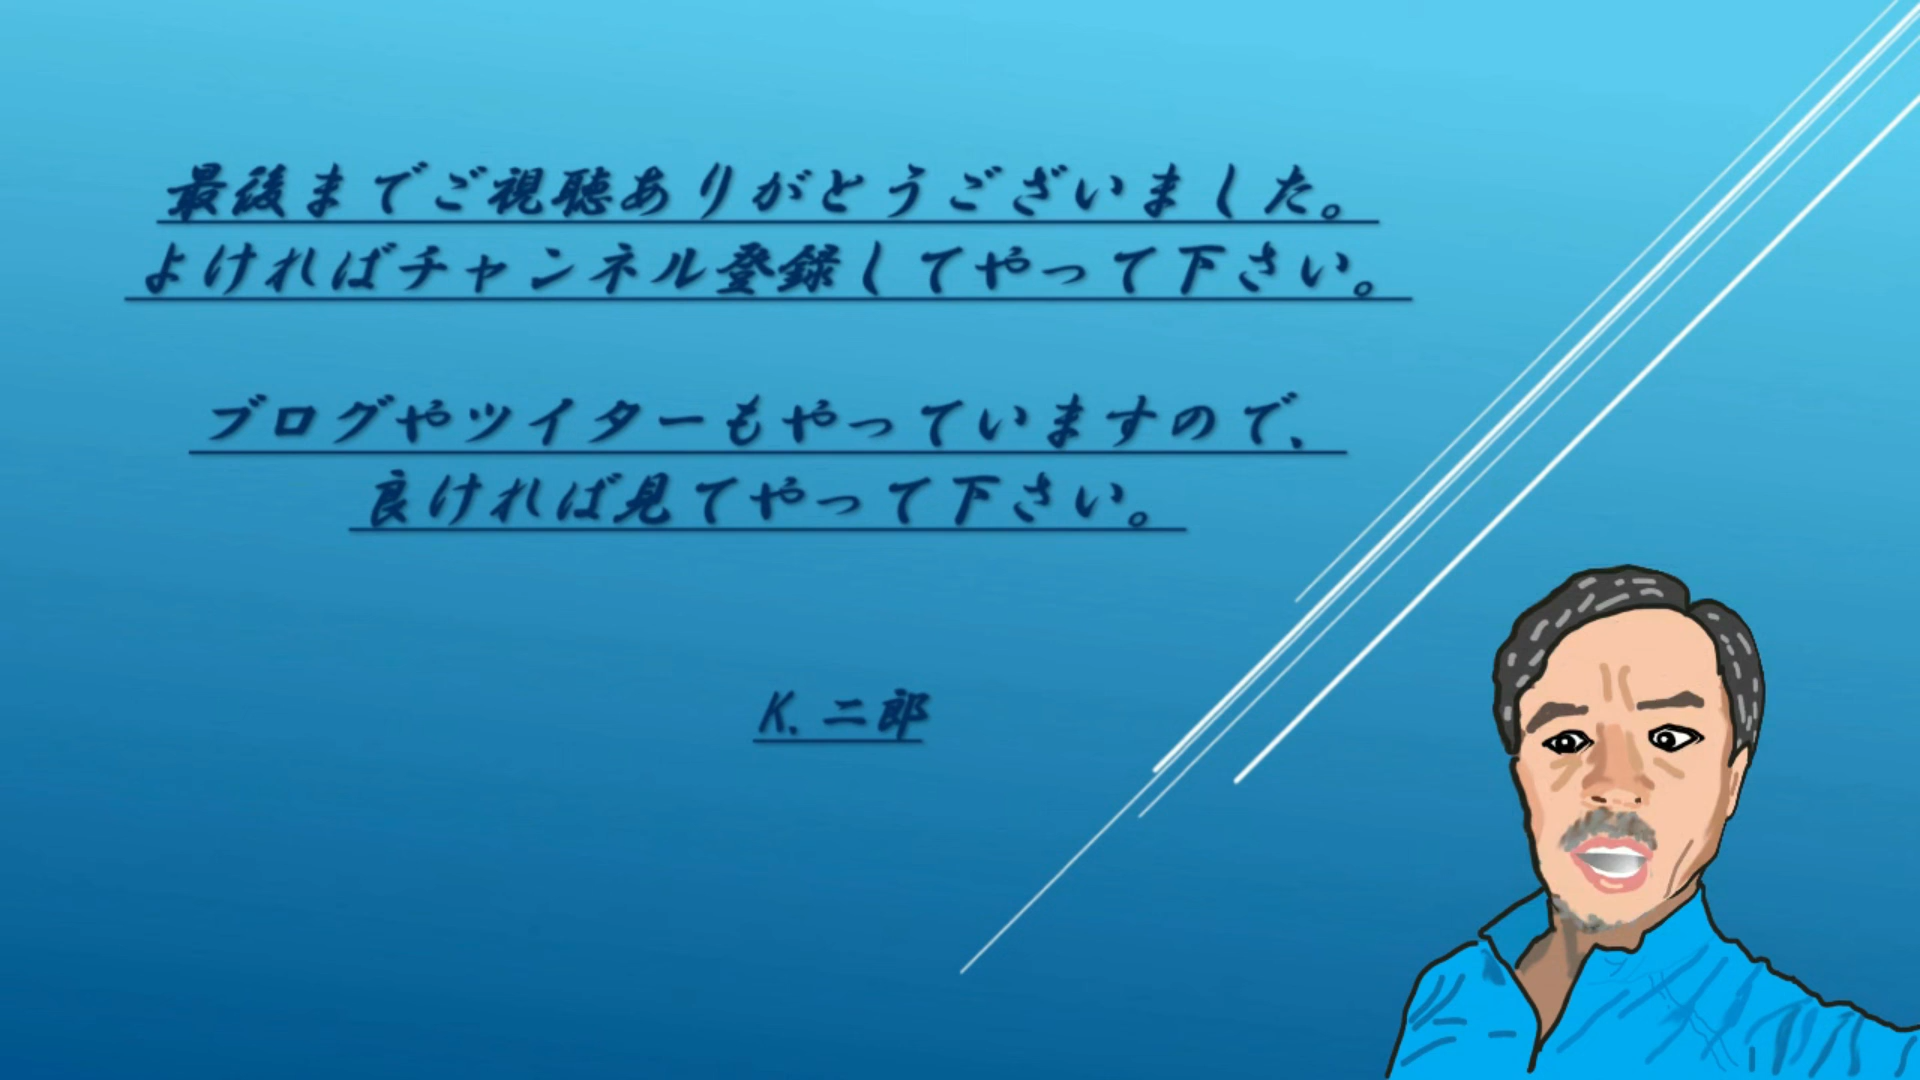 最後までご視聴ありがとうございました。
よければチャンネル登録してやって下さい。
ブログやツイターもやっていますので、
良ければ見てやって下さい。
K. 二郎